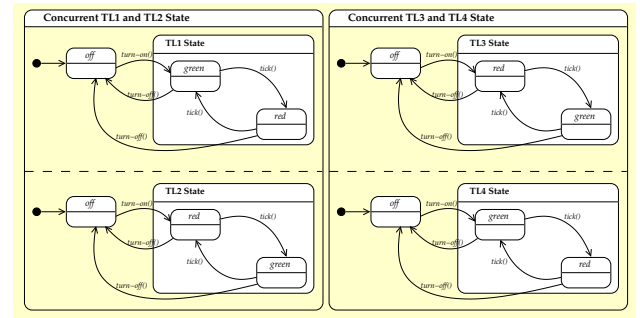 Concurrent TL1 and TL2 State
TL1 State
off
turn-on()
green
tick()
turn-off()
tick()
red
turn-off()
TL2 State
off
turn-on()
red
tick()
turn-off()
tick()
green
turn-off()
Concurrent TL3 and TL4 State
TL3 State
off
turn-on()
red
tick()
turn-off()
tick()
green
turn-off()
TL4 State
off
turn-on()
green
tick()
turn-off()
tick()
red
turn-off()